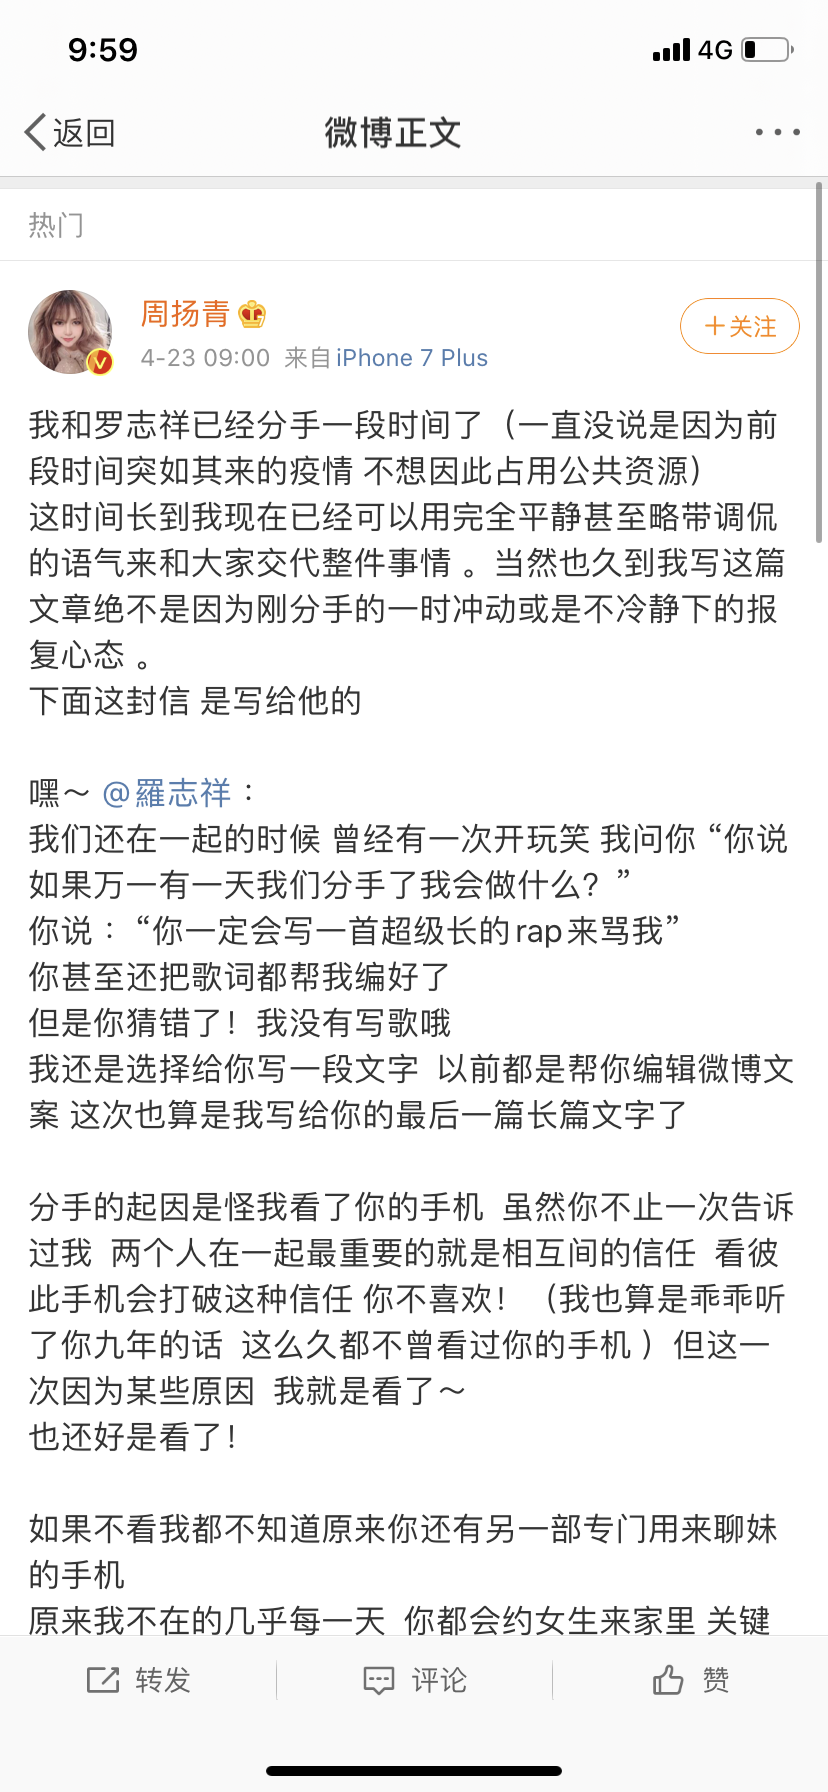 9:59
4G
返回
微博正文
热门
周扬青
4-23 09:00 来自 iPhone 7 Plus
十关注
我和罗志祥已经分手一段时间了（一直没说是因为前
段时间突如其来的疫情 不想因此占用公共资源）
这时间长到我现在已经可以用完全平静甚至略带调侃
的语气来和大家交代整件事情 。当然也久到我写这篇
文章绝不是因为刚分手的一时冲动或是不冷静下的报
复心态 。
下面这封信 是写给他的
嘿～ @羅志祥 ：
我们还在一起的时候 曾经有一次开玩笑 我问你 “你说
如果万一有一天我们分手了我会做什么？”
你说 ：“你一定会写一首超级长的rap来骂我”
你甚至还把歌词都帮我编好了
但是你猜错了！我没有写歌哦
我还是选择给你写一段文字 以前都是帮你编辑微博文
案 这次也算是我写给你的最后一篇长篇文字了
分手的起因是怪我看了你的手机 虽然你不止一次告诉
过我 两个人在一起最重要的就是相互间的信任 看彼
此手机会打破这种信任 你不喜欢！（我也算是乖乖听
了你九年的话 这么久都不曾看过你的手机 ）但这一
次因为某些原因 我就是看了～
也还好是看了！
如果不看我都不知道原来你还有另一部专门用来聊妹
的手机
原来我不在的几乎每一天 你都会约女生来家里 关键
转发
评论
赞